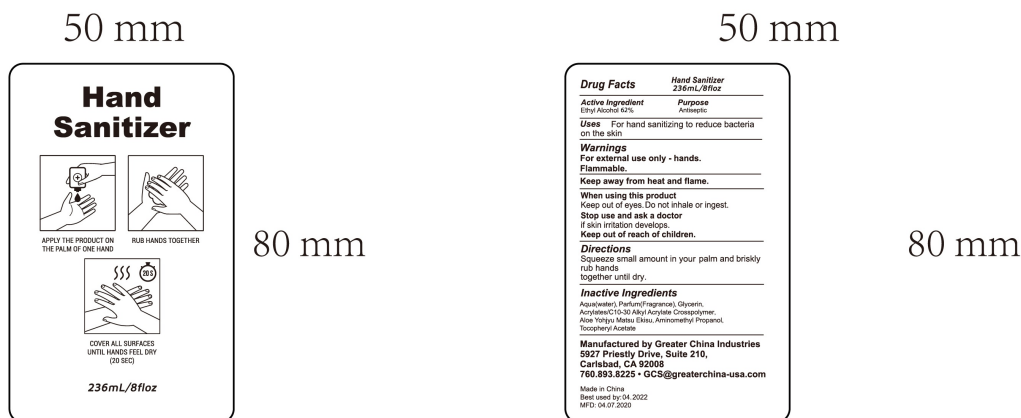 50 mm
Hand
Sanitizer
APPLY THE PRODUCT ON
THE PALM OF ONE HAND
RUB HANDS TOGETHER
20 S
COVER ALL SURFACES
UNTIL HANDS FEEL DRY
(20 SEC)
236mL/8floz
80 mm
50 mm
Drug Facts
Hand Sanitizer
236mL/8floz
Active Ingredient
Ethyl Alcohol 62%
Purpose
Antiseptic
Uses For hand sanitizing to reduce bacteria
on the skin
Warnings
For external use only - hands.
Flammable.
Keep away from heat and flame.
When using this product
Keep out of eyes. Do not inhale or ingest.
Stop use and ask a doctor
if skin irritation develops.
Keep out of reach of children.
Directions
Squeeze small amount in your palm and briskly
rub hands
together until dry.
Inactive Ingredients
Aqua(water), Parfum(Fragrance), Glycerin,
Acrylates/C10-30 Alkyl Acrylate Crosspolymer,
Aloe Yohjyu Matsu Ekisu, Aminomethyl Propanol,
Tocopheryl Acetate
Manufactured by Greater China Industries
5927 Priestly Drive, Suite 210,
Carlsbad, CA 92008
760.893.8225 • GCS@greaterchina-usa.com
Made in China
Best used by: 04.2022
MFD: 04.07.2020
80 mm